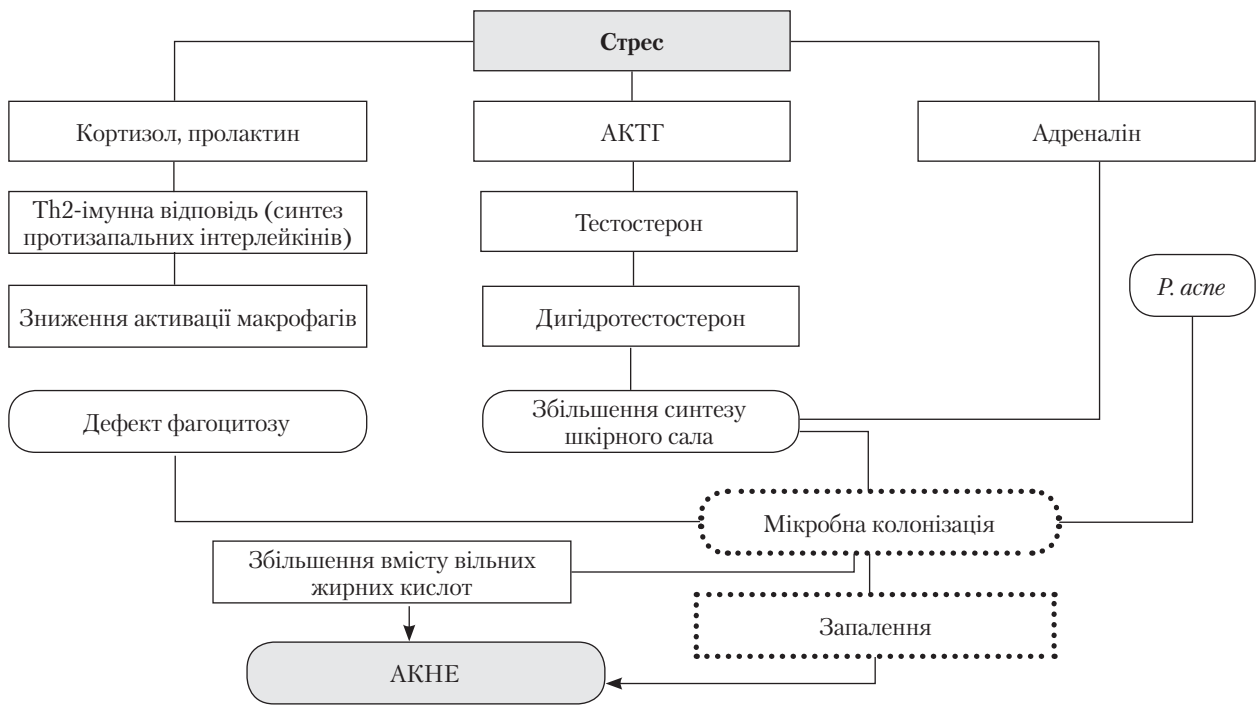 Стрес
Кортизол, пролактин
АКТГ
Адреналін
Th2-імунна відповідь (синтез
протизапальних інтерлейкінів)
Тестостерон
P. acne
Зниження активації макрофагів
Дигідротестостерон
Дефект фагоцитозу
Збільшення синтезу
шкірного сала
Мікробна колонізація
Збільшення вмісту вільних
жирних кислот
Запалення
АКНЕ